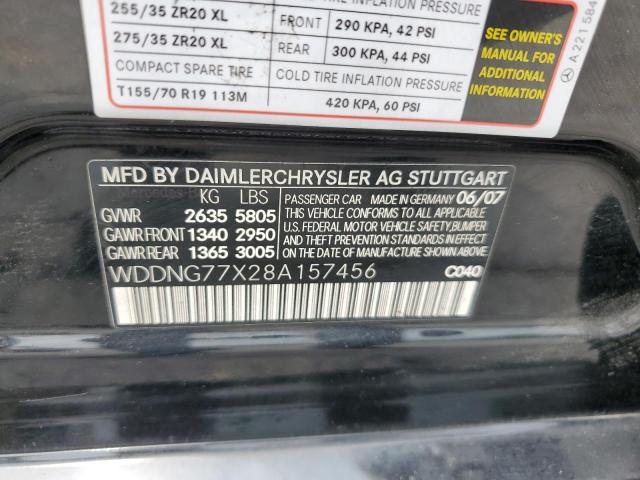 255/35 ZR20 XL
FRONT 290 KPA, 42 PSI
275/35 ZR20 XL
REAR 300 KPA, 44 PSI
COMPACT SPARE TIRE
COLD TIRE INFLATION PRESSURE
T155/70 R19 113M
420 KPA, 60 PSI
SEE OWNER'S
MANUAL FOR
ADDITIONAL
INFORMATION
A 221 584
MFG BY DAIMLERCHRYSLER AG STUTTGART
KG LBS
GVWR 2635 5805
GAWR FRONT 1340 2950
GAWR REAR 1365 3005
PASSENGER CAR MADE IN GERMANY 06/07
THIS VEHICLE CONFORMS TO ALL APPLICABLE
U.S. FEDERAL MOTOR VEHICLE SAFETY, BUMPER,
AND THEFT PREVENTION STANDARDS IN EFFECT
ON THE DATE OF MANUFACTURE SHOWN ABOVE.
WDDNG77X28A157456
C040